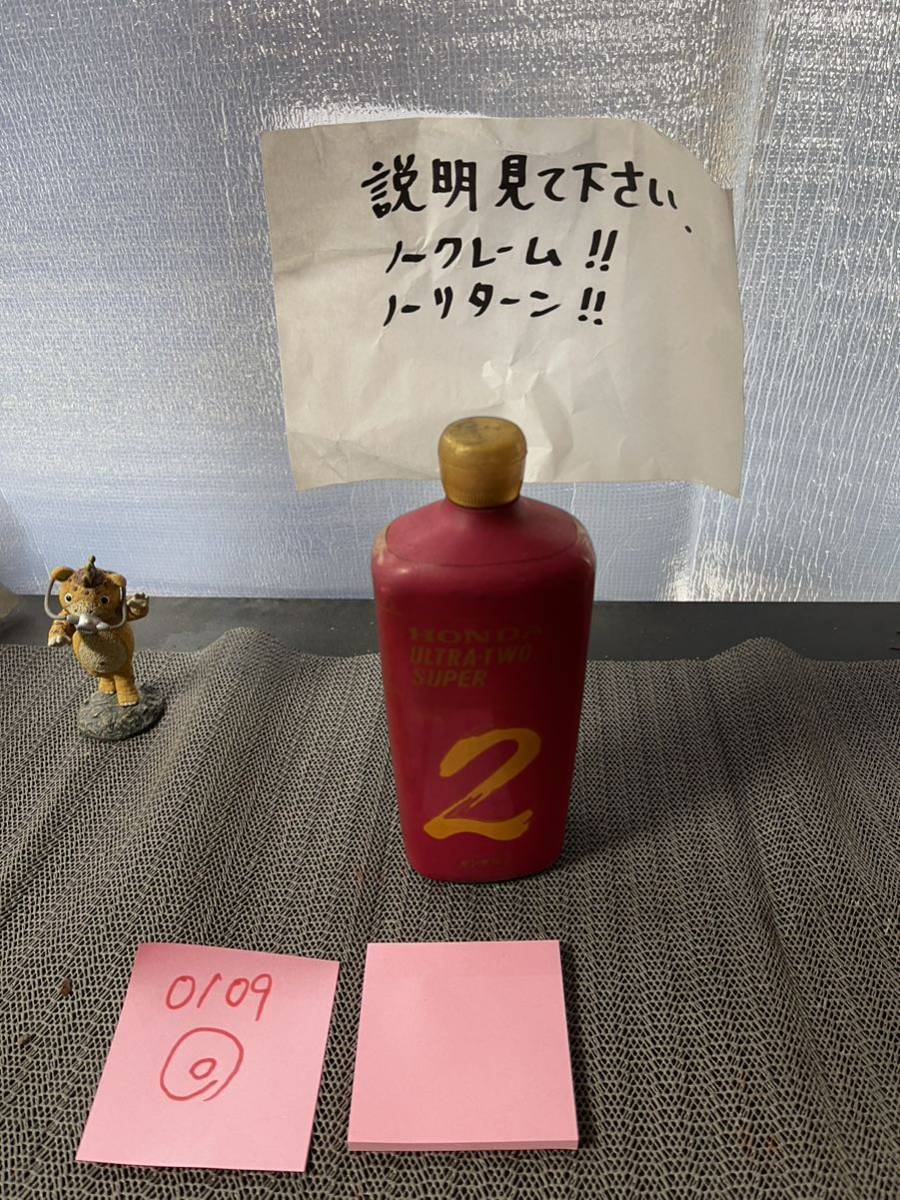 説明見て下さい、
ノークレーム!!
ノーリターン!!
HONDA
ULTRA-TWO
SUPER
2
0109